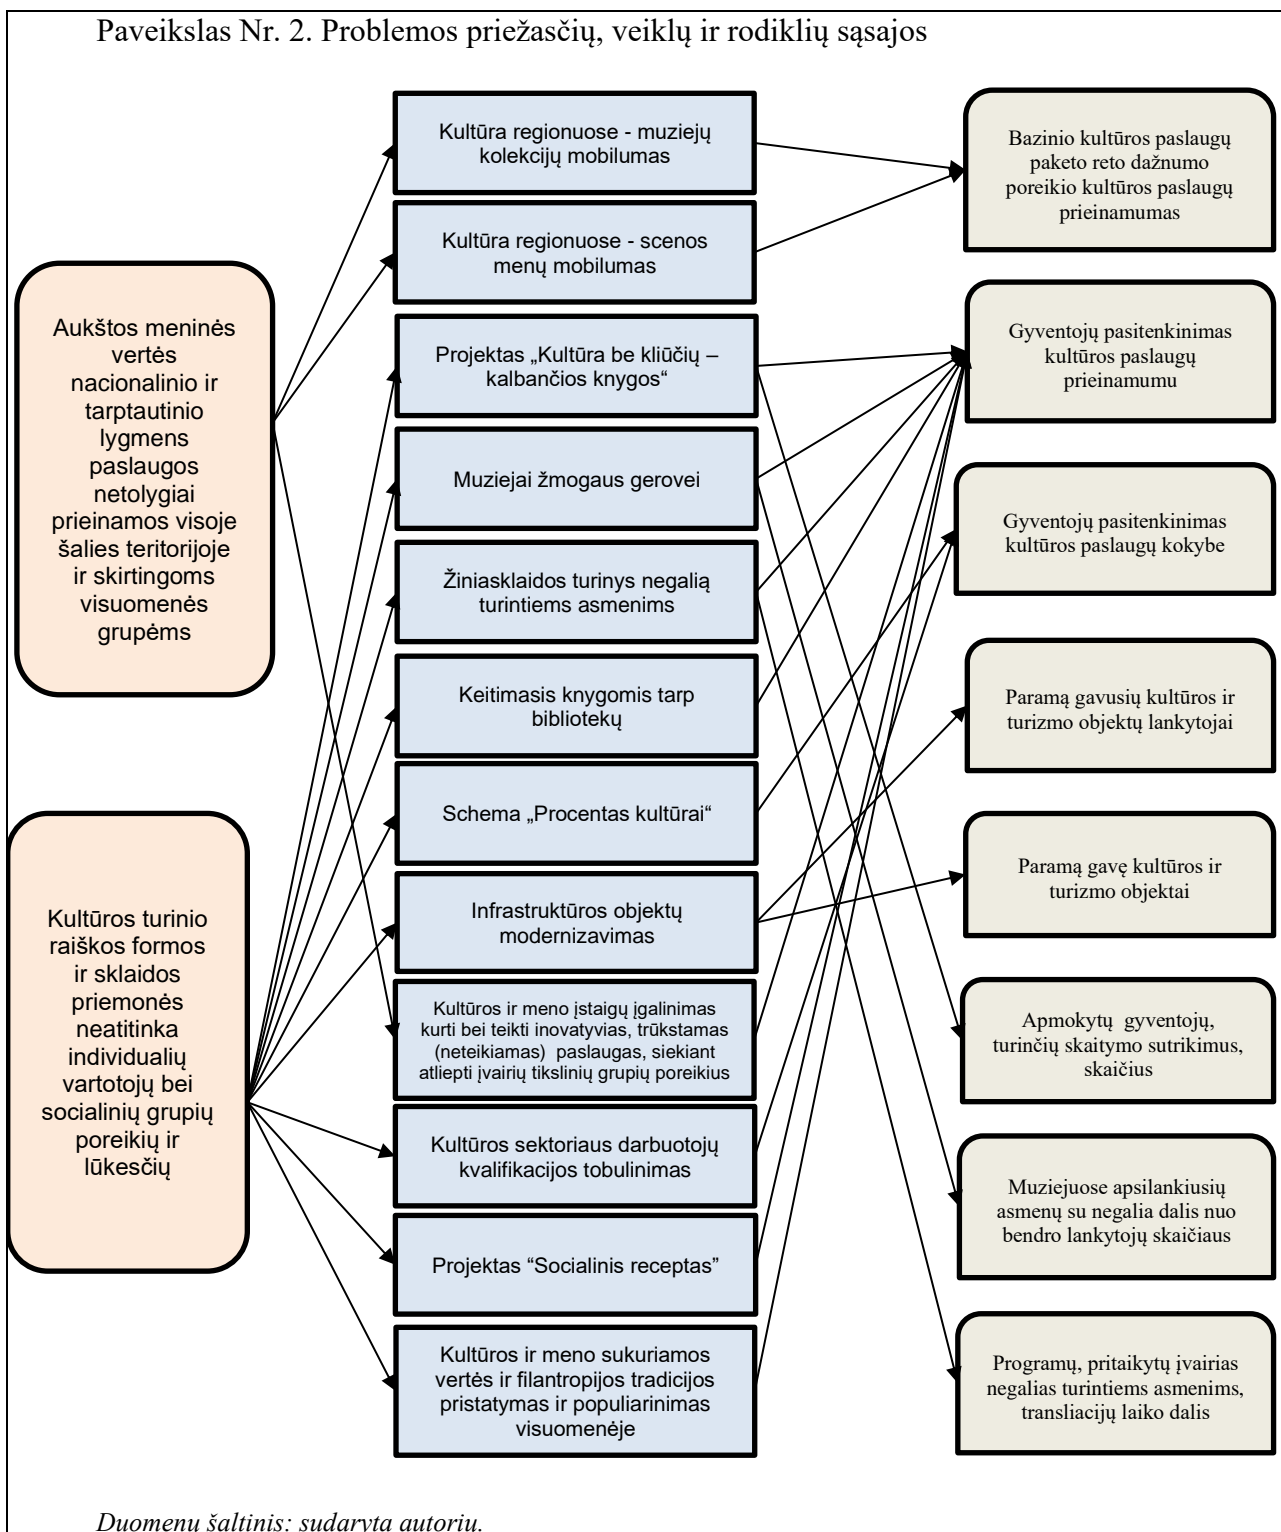 Paveikslas Nr. 2. Problemos priežasčių, veiklų ir rodiklių sąsajos
Aukštos meninės
vertės
nacionalinio ir
tarptautinio
lygmens
paslaugos
netolygiai
prieinamos visoje
šalies teritorijoje
ir skirtingoms
visuomenės
grupėms
Kultūros turinio
raiškos formos
ir sklaidos
priemonės
neatitinka
individualių
vartotojų bei
socialinių grupių
poreikių ir
lūkesčių
Kultūra regionuose - muziejų
kolekcijų mobilumas
Kultūra regionuose - scenos
menų mobilumas
Projektas „Kultūra be kliūčių –
kalbančios knygos“
Muziejai žmogaus gerovei
Žiniasklaidos turinys negalią
turintiems asmenims
Keitimasis knygomis tarp
bibliotekų
Schema „Procentas kultūrai“
Infrastruktūros objektų
modernizavimas
Kultūros ir meno įstaigų įgalinimas
kurti bei teikti inovatyvias, trūkstamas
(neteikiamas)  paslaugas, siekiant
atliepti įvairių tikslinių grupių poreikius
Kultūros sektoriaus darbuotojų
kvalifikacijos tobulinimas
Projektas “Socialinis receptas”
Kultūros ir meno sukuriamos
vertės ir filantropijos tradicijos
pristatymas ir populiarinimas
visuomenėje
Bazinio kultūros paslaugų
paketo reto dažnumo
poreikio kultūros paslaugų
prieinamumas
Gyventojų pasitenkinimas
kultūros paslaugų
prieinamumu
Gyventojų pasitenkinimas
kultūros paslaugų kokybe
Paramą gavusių kultūros ir
turizmo objektų lankytojai
Paramą gavę kultūros ir
turizmo objektai
Apmokytų  gyventojų,
turinčių skaitymo sutrikimus,
skaičius
Muziejuose apsilankiusių
asmenų su negalia dalis nuo
bendro lankytojų skaičiaus
Programų, pritaikytų įvairias
negalias turintiems asmenims,
transliacijų laiko dalis
Duomenų šaltinis: sudaryta autorių.